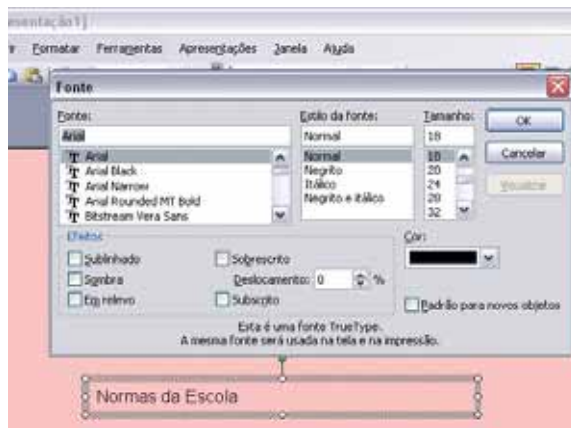 esentação1]
Formatar Ferramentas Apresentações Janela Ajuda
Fonte
Fonte: Estilo da fonte: Tamanho:
Arial Normal 18 OK
Arial Normal 18 Cancelar
Arial Black Negrito 20
Arial Narrow Itálico 24 Visualizar
Arial Rounded MT Bold Negrito e itálico 28
Bitstream Vera Sans 32
Efeitos Cor:
Sublinhado Sobrescrito
Sombra Deslocamento: 0 %
Em relevo Subscrito Padrão para novos objetos
Esta é uma fonte TrueType.
A mesma fonte será usada na tela e na impressão.
Normas da Escola